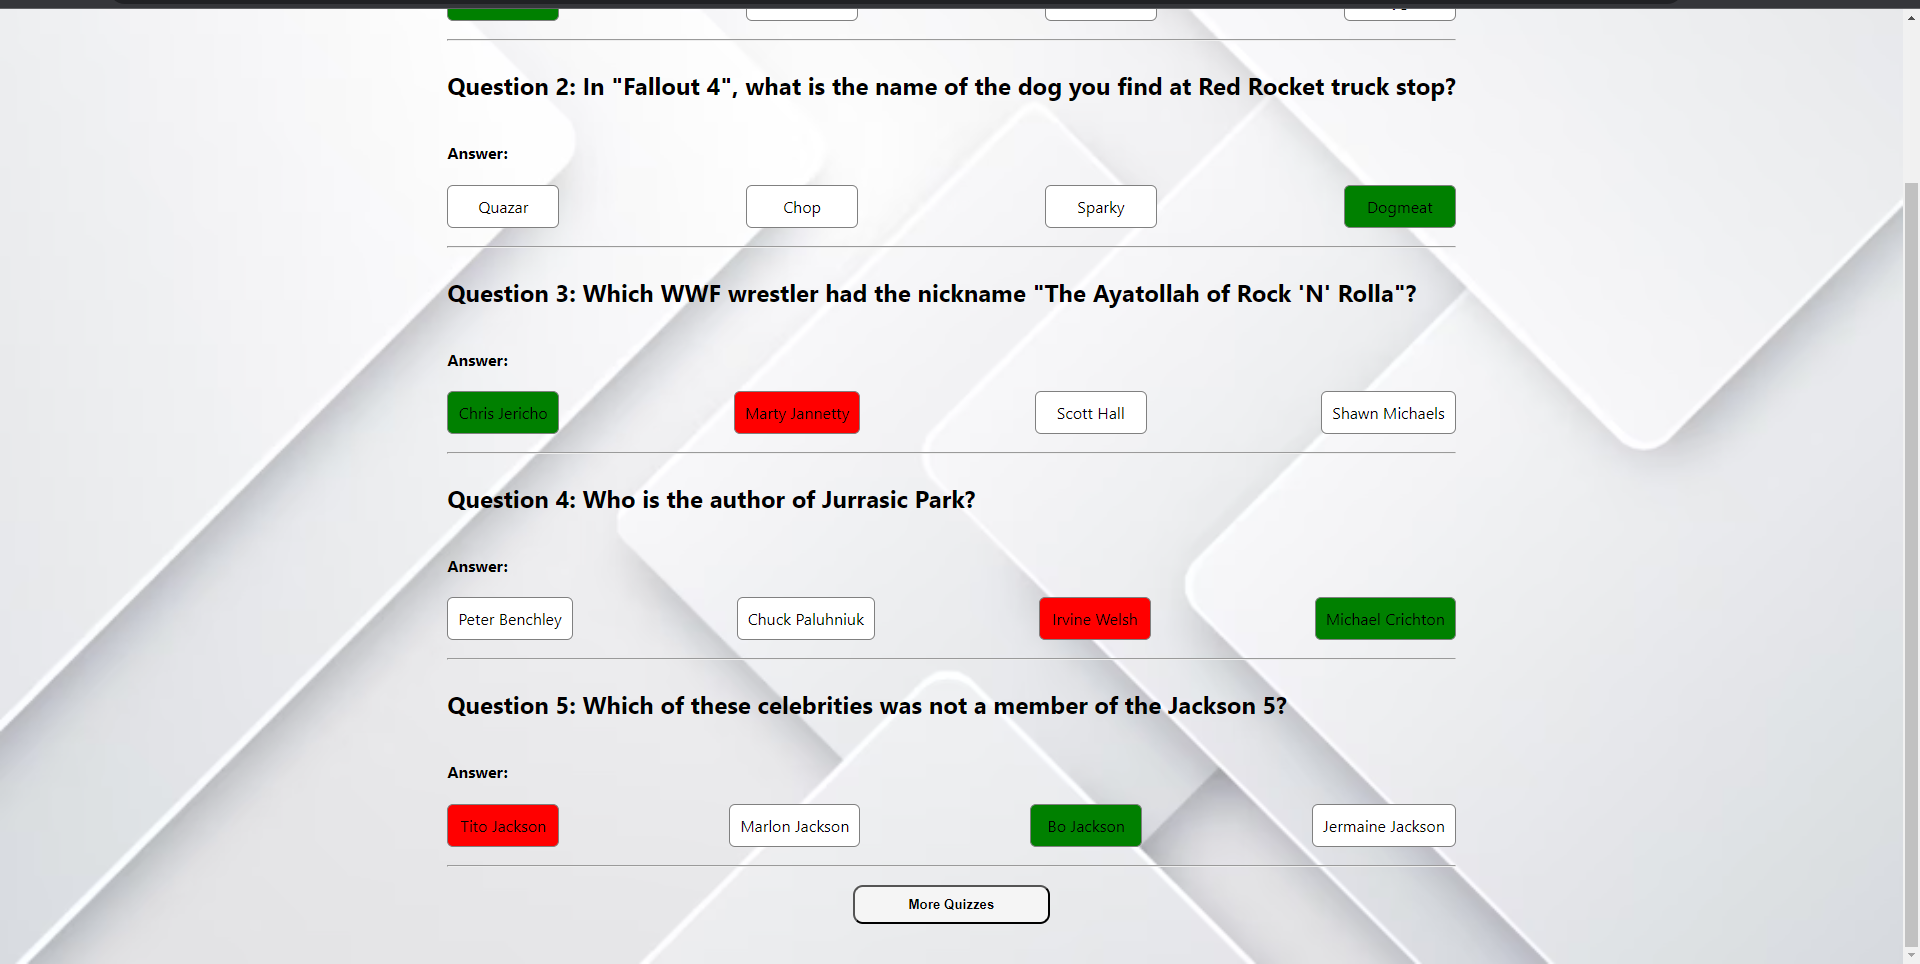 Question 2: In "Fallout 4", what is the name of the dog you find at Red Rocket truck stop?
Answer:
Quazar Chop Sparky Dogmeat
Question 3: Which WWF wrestler had the nickname "The Ayatollah of Rock 'N' Rolla"?
Answer:
Chris Jericho Marty Jannetty Scott Hall Shawn Michaels
Question 4: Who is the author of Jurrasic Park?
Answer:
Peter Benchley Chuck Paluhniuk Irvine Welsh Michael Crichton
Question 5: Which of these celebrities was not a member of the Jackson 5?
Answer:
Tito Jackson Marlon Jackson Bo Jackson Jermaine Jackson
More Quizzes